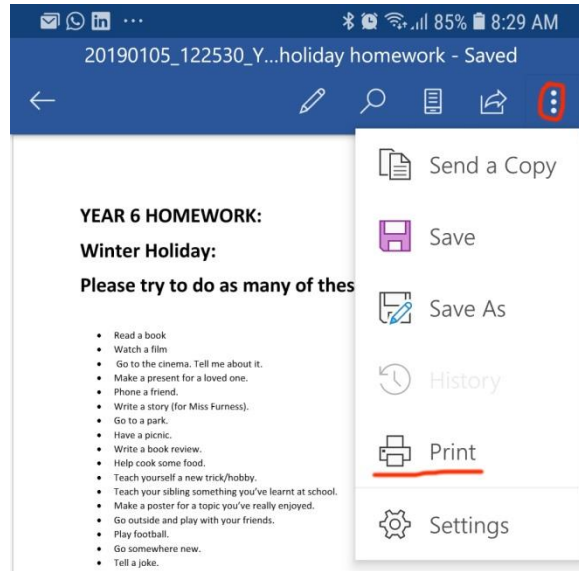 85% 8:29 AM
20190105_122530_Y...holiday homework - Saved
Send a Copy
Save
Save As
History
Print
Settings
YEAR 6 HOMEWORK:
Winter Holiday:
Please try to do as many of thes
• Read a book
• Watch a film
• Go to the cinema. Tell me about it.
• Make a present for a loved one.
• Phone a friend.
• Write a story (for Miss Furness).
• Go to a park.
• Have a picnic.
• Write a book review.
• Help cook some food.
• Teach yourself a new trick/hobby.
• Teach your sibling something you've learnt at school.
• Make a poster for a topic you've really enjoyed.
• Go outside and play with your friends.
• Play football.
• Go somewhere new.
• Tell a joke.